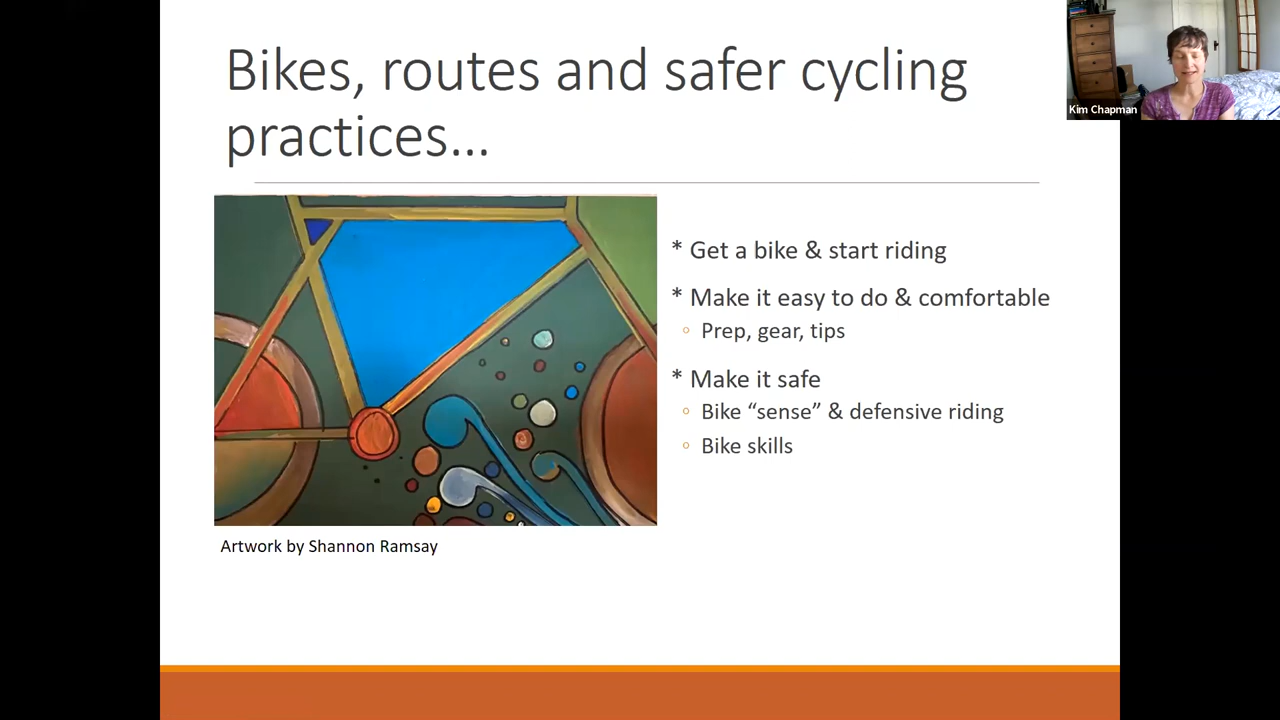 Bikes, routes and safer cycling
practices...
Kim Chapman
* Get a bike & start riding
* Make it easy to do & comfortable
◦ Prep, gear, tips
* Make it safe
◦ Bike “sense” & defensive riding
◦ Bike skills
Artwork by Shannon Ramsay